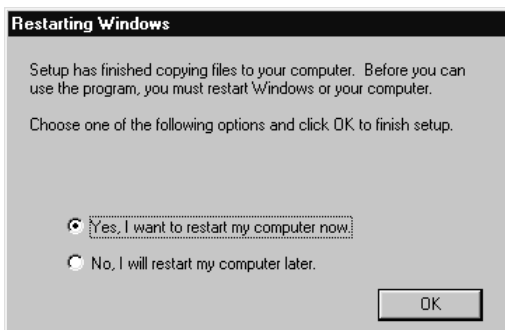 Restarting Windows
Setup has finished copying files to your computer. Before you can
use the program, you must restart Windows or your computer.
Choose one of the following options and click OK to finish setup.
Yes, I want to restart my computer now.
No, I will restart my computer later.
OK